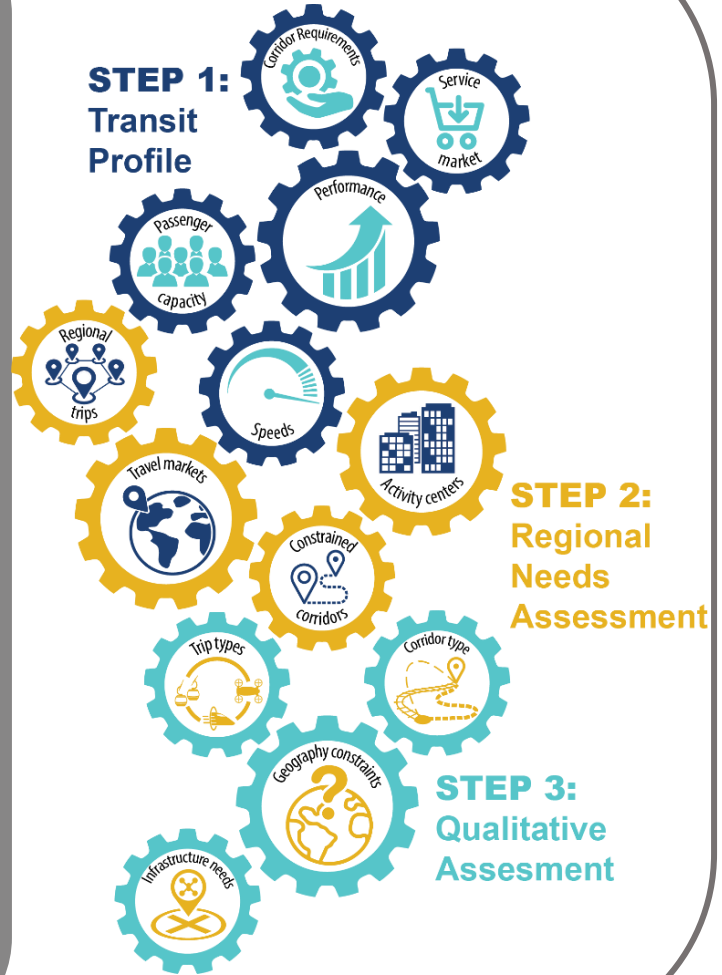 STEP 1:
Transit
Profile
Corridor Requirements
Service
market
Performance
Passenger
capacity
Regional
trips
Speeds
Activity centers
Travel markets
STEP 2:
Regional
Needs
Assessment
Constrained
corridors
Trip types
Corridor type
Geography constraints
STEP 3:
Qualitative
Assesment
Infrastructure needs